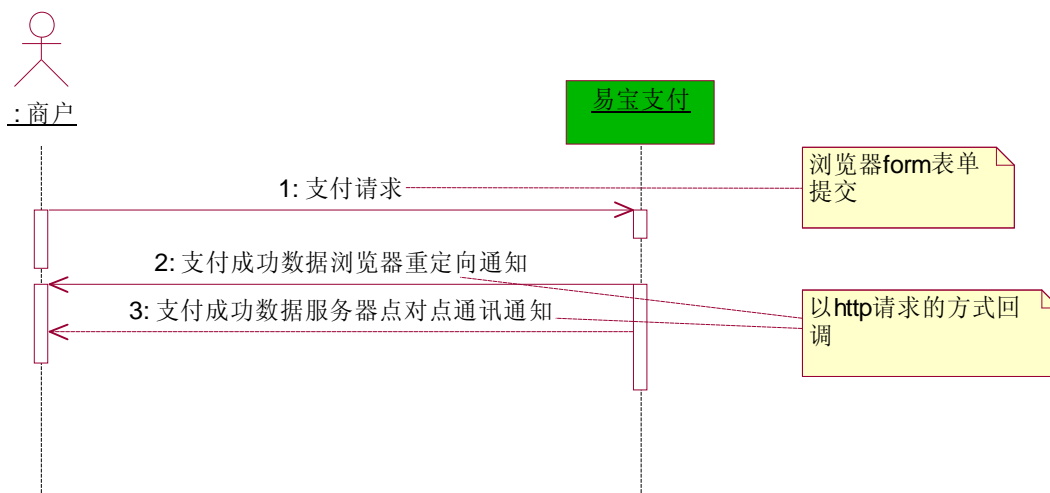 : 商户
易宝支付
浏览器form表单
提交
1: 支付请求
2: 支付成功数据浏览器重定向通知
3: 支付成功数据服务器点对点通讯通知
以http请求的方式回
调